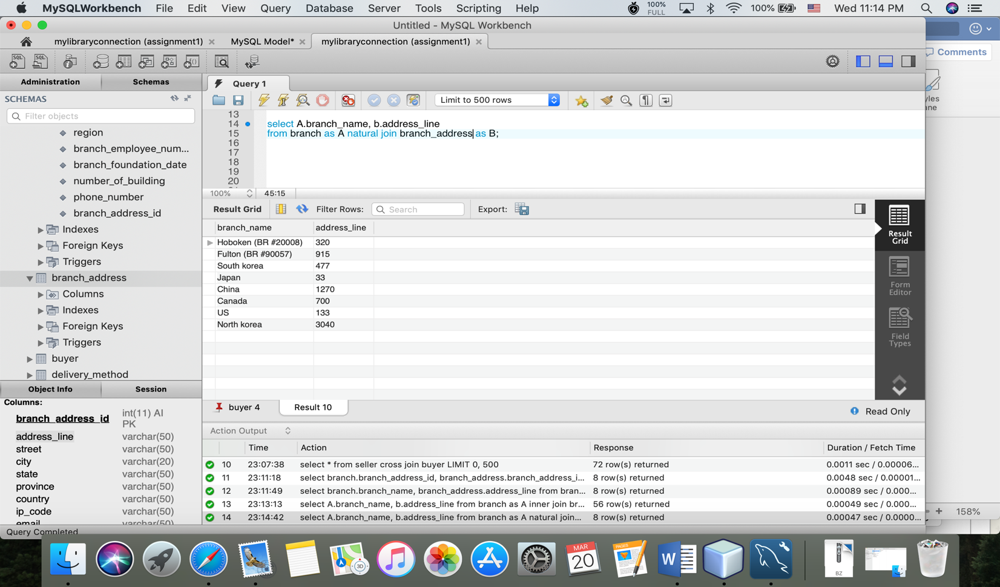 MySQLWorkbench File Edit View Query Database Server Tools Scripting Help 100% FULL 100% Wed 11:14 PM
Untitled - MySQL Workbench
mylibraryconnection (assignment1) MySQL Model* mylibraryconnection (assignment1)
Comments
Administration Schemas
Query 1
SCHEMAS
Limit to 500 rows
yles
ane
Filter objects
region
branch_employee_num...
branch_foundation_date
number_of_building
phone_number
branch_address_id
Indexes
Foreign Keys
Triggers
branch_address
Columns
Indexes
Foreign Keys
Triggers
buyer
delivery_method
13
14 select A.branch_name, b.address_line
15 from branch as A natural join branch_address as B;
16
17
18
19
20
100% 45:15
Result Grid Filter Rows: Search Export:
branch_name address_line
Hoboken (BR #20008) 320
Fulton (BR #90057) 915
South korea 477
Japan 33
China 1270
Canada 700
US 133
North korea 3040
Result
Grid
Form
Editor
Field
Types
buyer 4 Result 10 Read Only
Object Info Session
Columns:
branch_address_id int(11) AI
PK
address_line varchar(50)
street varchar(50)
city varchar(20)
state varchar(50)
province varchar(50)
country varchar(50)
ip_code varchar(50)
email varchar(50)
Query Completed
Action Output
Time Action Response Duration / Fetch Time
10 23:07:38 select * from seller cross join buyer LIMIT 0, 500 72 row(s) returned 0.0011 sec / 0.00006...
11 23:11:18 select branch.branch_address_id, branch_address.branch_address_i... 8 row(s) returned 0.0048 sec / 0.00001...
12 23:11:49 select branch.branch_name, branch_address.address_line from bran... 8 row(s) returned 0.00089 sec / 0.000...
13 23:13:13 select A.branch_name, b.address_line from branch as A inner join br... 56 row(s) returned 0.00049 sec / 0.000...
14 23:14:42 select A.branch_name, b.address_line from branch as A natural join... 8 row(s) returned 0.00047 sec / 0.0000...
158%
3D
MAR
20
W
BZ